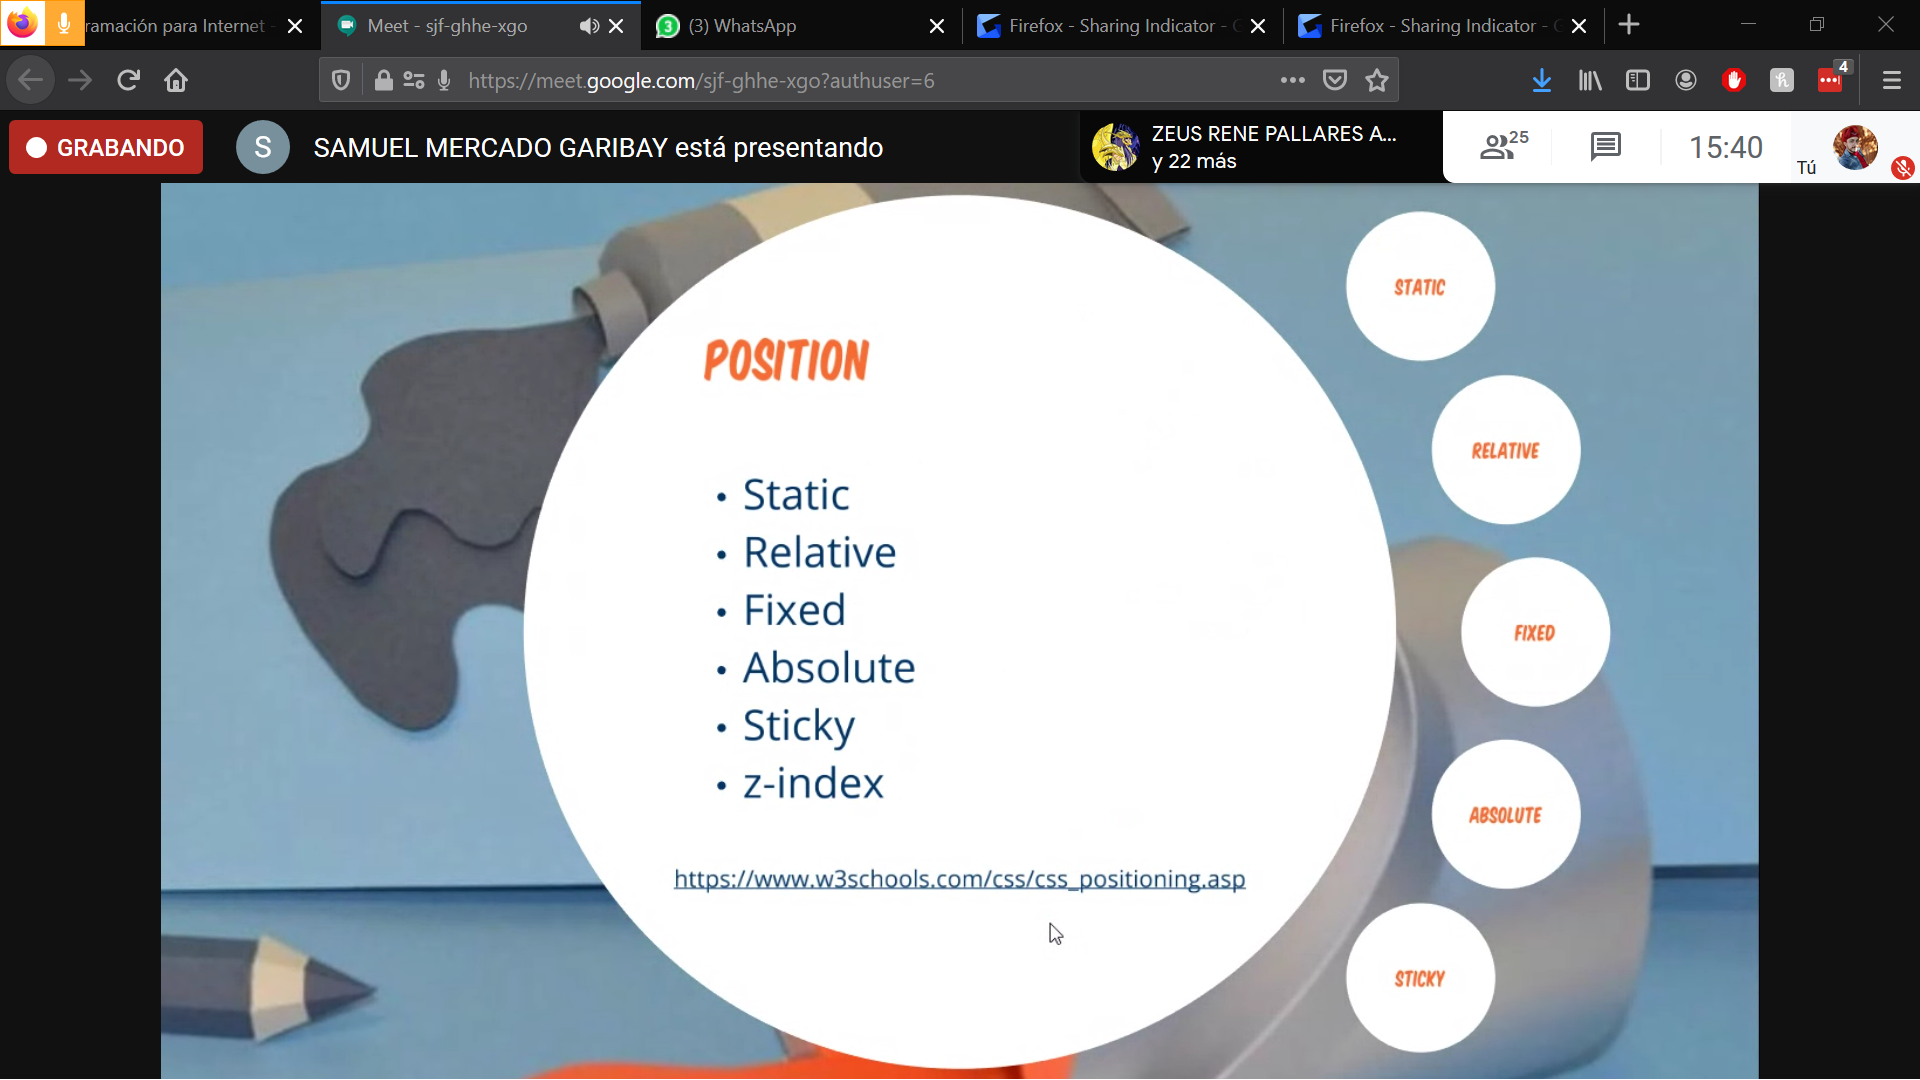 ramación para Internet -
Meet - sjf-ghhe-xgo
3
(3) WhatsApp
Firefox - Sharing Indicator -
Firefox - Sharing Indicator -
https://meet.google.com/sjf-ghhe-xgo?authuser=6
4
GRABANDO
S
SAMUEL MERCADO GARIBAY está presentando
ZEUS RENE PALLARES A...
y 22 más
25
15:40
Tú
POSITION
• Static
• Relative
• Fixed
• Absolute
• Sticky
• z-index
https://www.w3schools.com/css/css_positioning.asp
STATIC
RELATIVE
FIXED
ABSOLUTE
STICKY